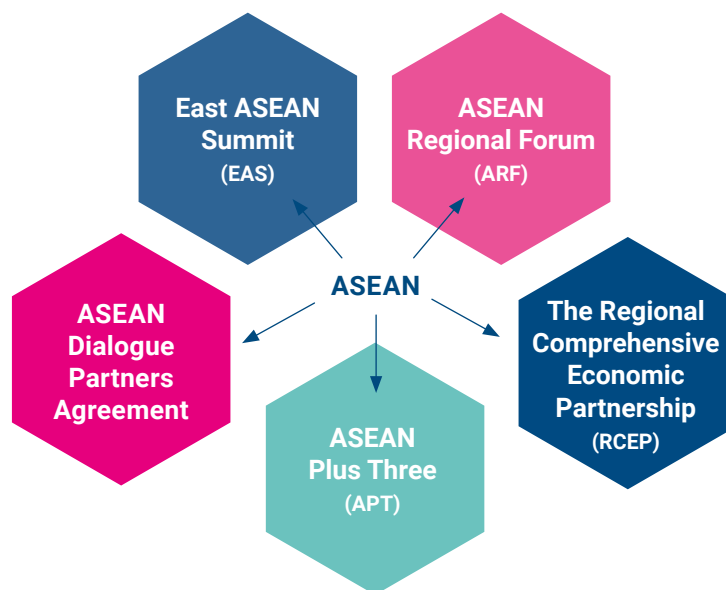 East ASEAN
Summit
(EAS)
ASEAN
Regional Forum
(ARF)
ASEAN
ASEAN
Dialogue
Partners
Agreement
The Regional
Comprehensive
Economic
Partnership
(RCEP)
ASEAN
Plus Three
(APT)